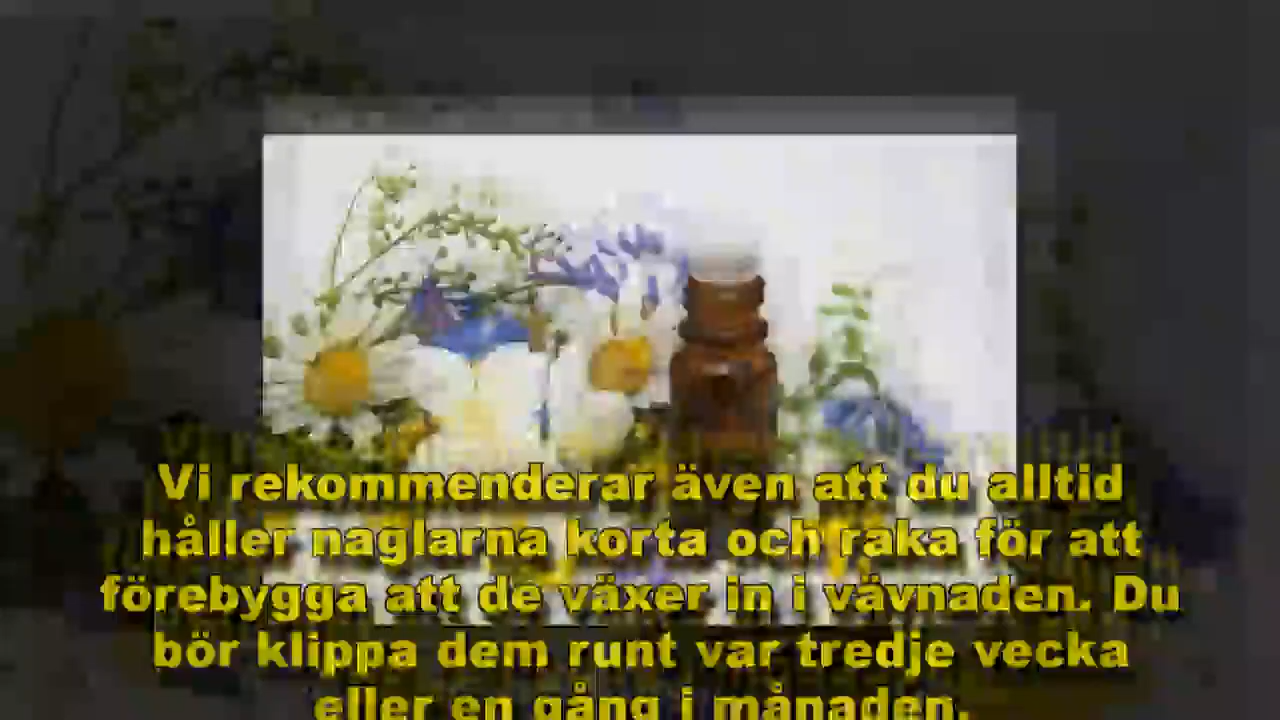 Vi rekommenderar även att du alltid
håller naglarna korta och raka för att
förebygga att de växer in i vävnaden. Du
bör klippa dem runt var tredje vecka
eller en gång i månaden.